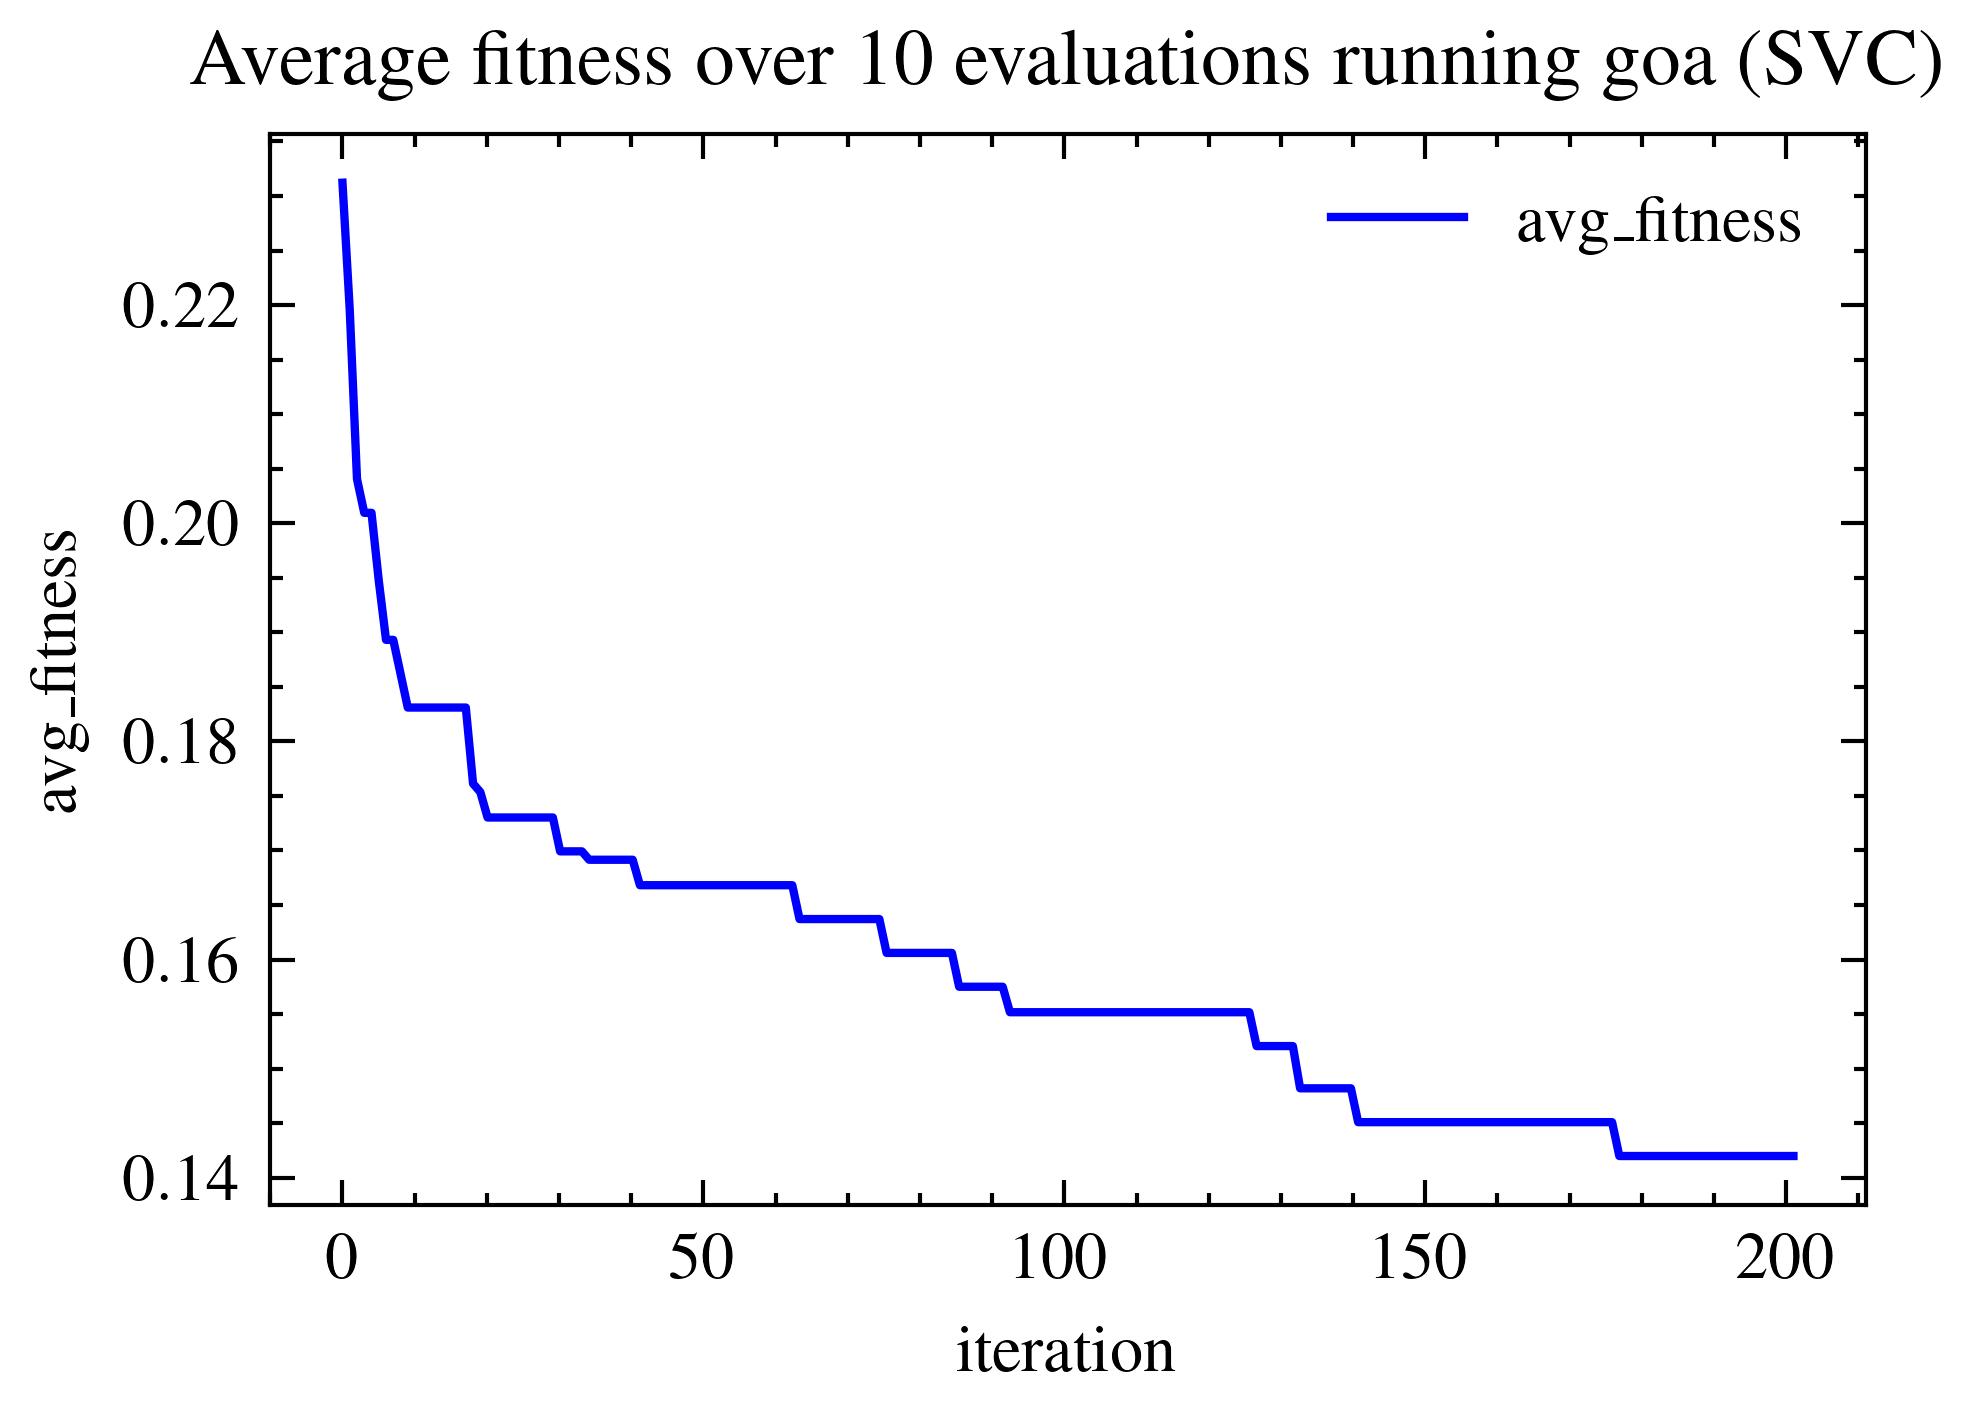 Average fitness over 10 evaluations running goa (SVC)
avg_fitness
0.22
0.20
0.18
0.16
0.14
avg_fitness
0 50 100 150 200
iteration